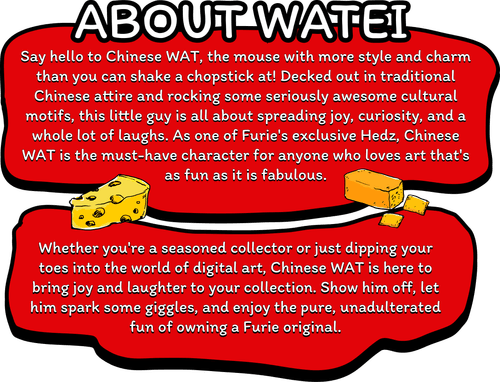 ABOUT WATEI
Say hello to Chinese WAT, the mouse with more style and charm
than you can shake a chopstick at! Decked out in traditional
Chinese attire and rocking some seriously awesome cultural
motifs, this little guy is all about spreading joy, curiosity, and a
whole lot of laughs. As one of Furie's exclusive Hedz, Chinese
WAT is the must-have character for anyone who loves art that's
as fun as it is fabulous.
Whether you're a seasoned collector or just dipping your
toes into the world of digital art, Chinese WAT is here to
bring joy and laughter to your collection. Show him off, let
him spark some giggles, and enjoy the pure, unadulterated
fun of owning a Furie original.